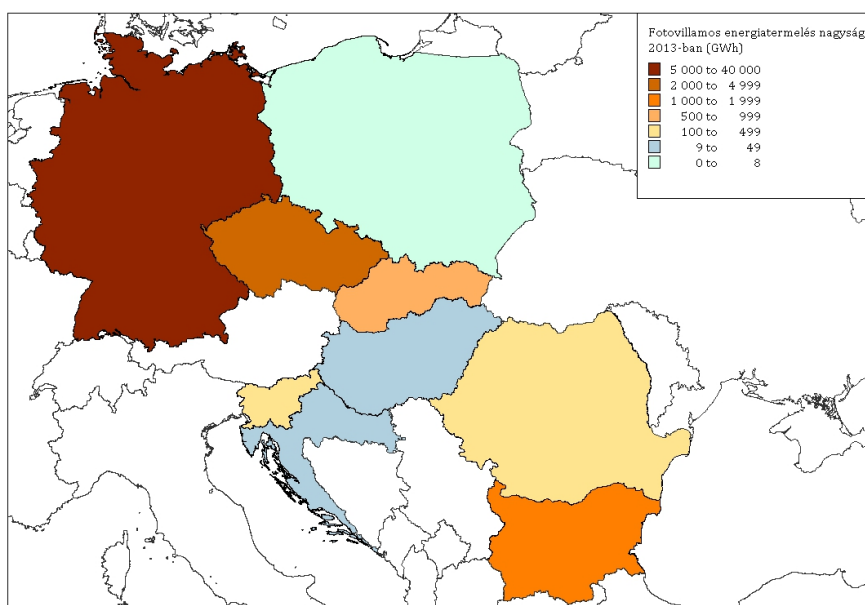 Fotovillamos energiatermelés nagyság
2013-ban (GWh)
5 000 to 40 000
2 000 to 4 999
1 000 to 1 999
500 to 999
100 to 499
9 to 49
0 to 8